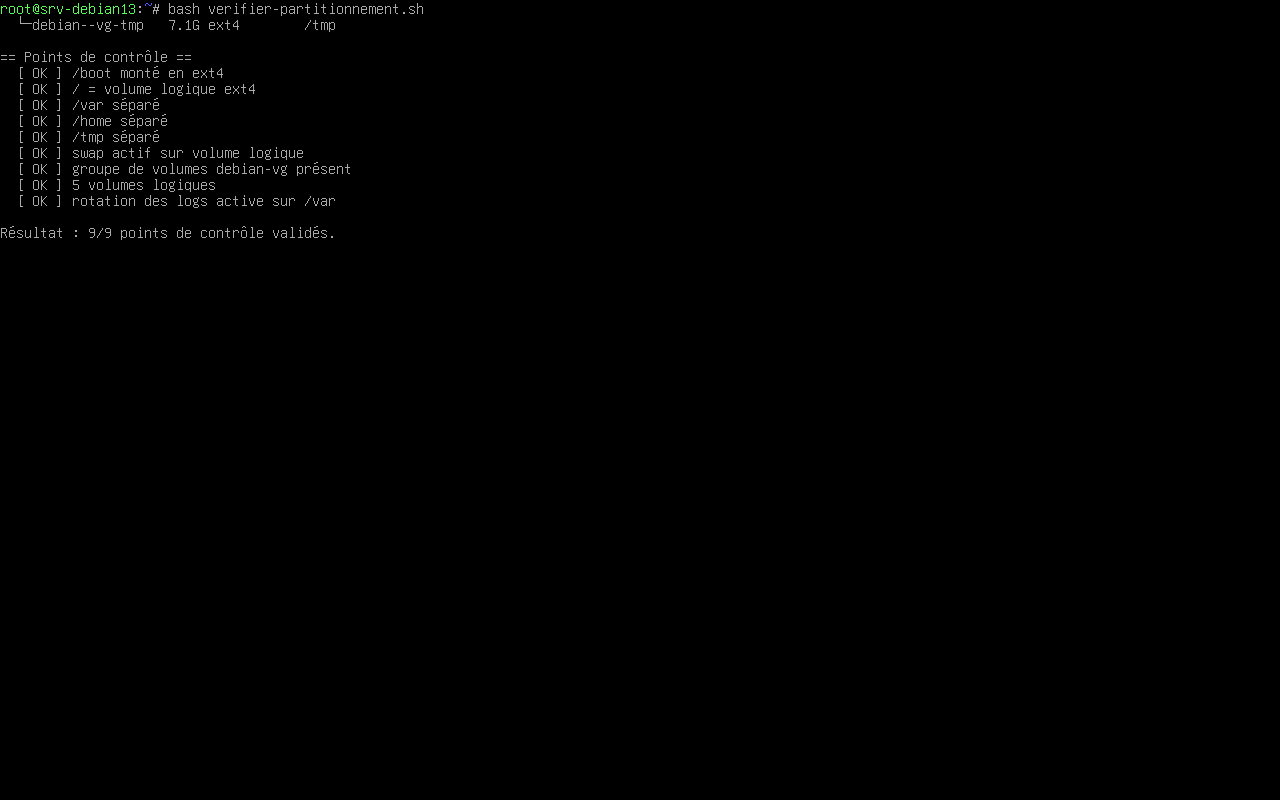 root@srv-debian13:~# bash verifier-partitionnement.sh
└─debian--vg-tmp   7.1G ext4        /tmp
== Points de contrôle ==
[ OK ] /boot monté en ext4
[ OK ] / = volume logique ext4
[ OK ] /var séparé
[ OK ] /home séparé
[ OK ] /tmp séparé
[ OK ] swap actif sur volume logique
[ OK ] groupe de volumes debian-vg présent
[ OK ] 5 volumes logiques
[ OK ] rotation des logs active sur /var
Résultat : 9/9 points de contrôle validés.